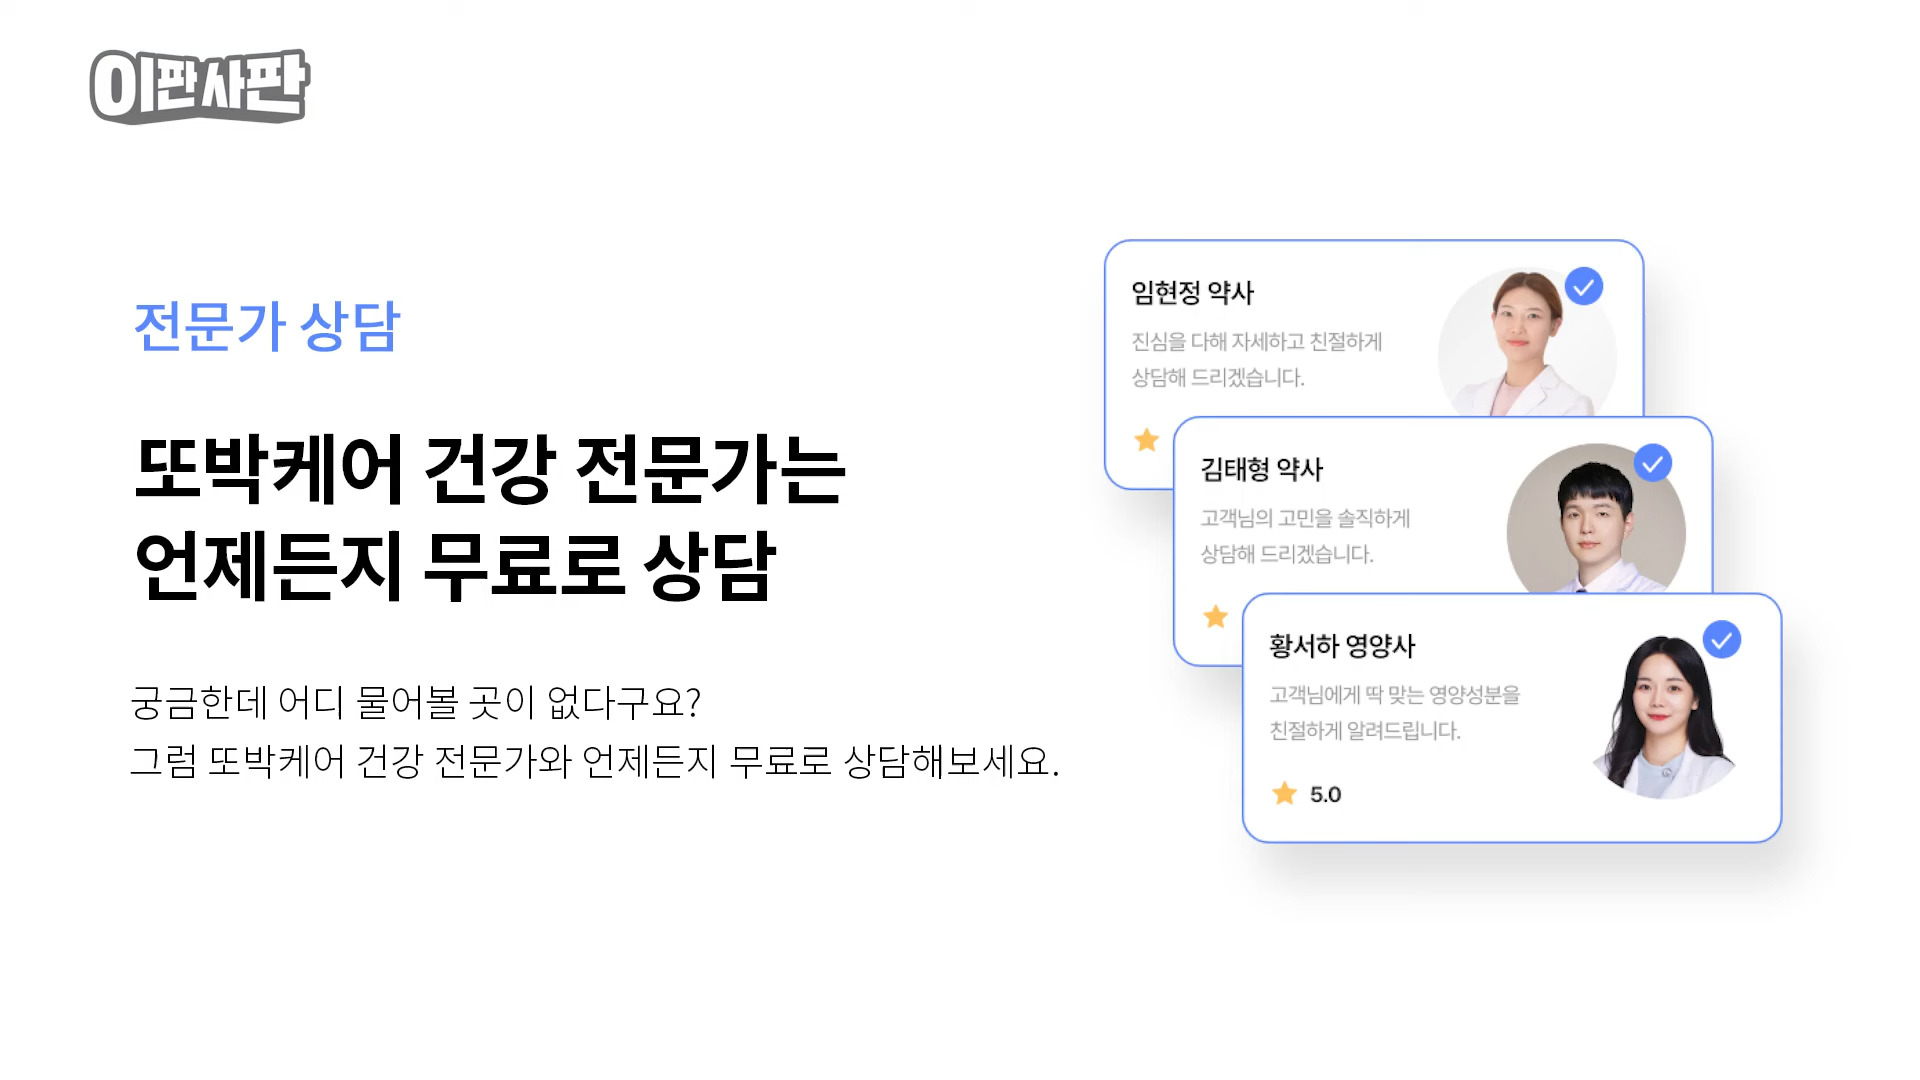 이판사판
전문가 상담
또박케어 건강 전문가는
언제든지 무료로 상담
궁금한데 어디 물어볼 곳이 없다구요?
그럼 또박케어 건강 전문가와 언제든지 무료로 상담해보세요.
임현정 약사
진심을 다해 자세하고 친절하게
상담해 드리겠습니다.
김태형 약사
고객님의 고민을 솔직하게
상담해 드리겠습니다.
황서하 영양사
고객님에게 딱 맞는 영양성분을
친절하게 알려드립니다.
5.0